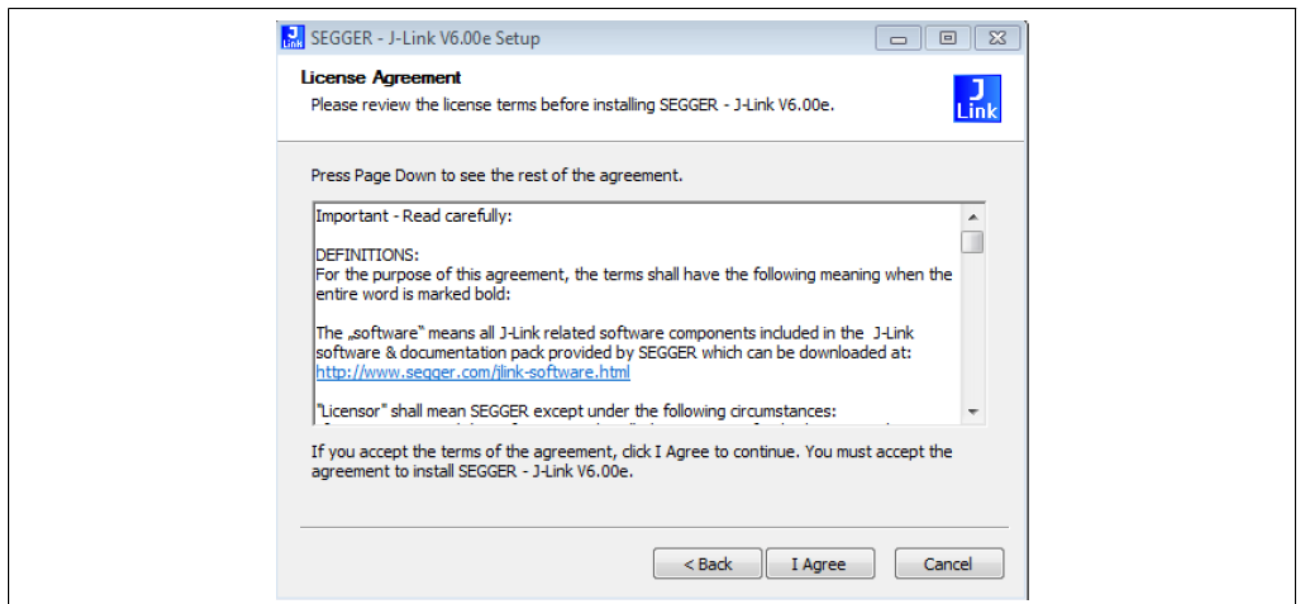 J
Link
SEGGER - J-Link V6.00e Setup
License Agreement
Please review the license terms before installing SEGGER - J-Link V6.00e.
J
Link
Press Page Down to see the rest of the agreement.
Important - Read carefully:
DEFINITIONS:
For the purpose of this agreement, the terms shall have the following meaning when the
entire word is marked bold:
The „software“ means all J-Link related software components included in the J-Link
software & documentation pack provided by SEGGER which can be downloaded at:
http://www.segger.com/jlink-software.html
"Licensor" shall mean SEGGER except under the following circumstances:
If you accept the terms of the agreement, click I Agree to continue. You must accept the
agreement to install SEGGER - J-Link V6.00e.
< Back
I Agree
Cancel